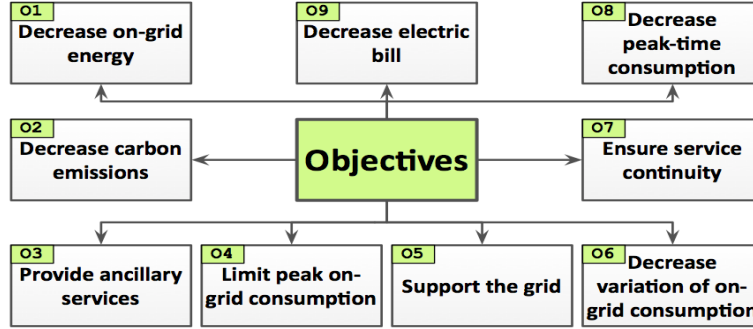 O1
Decrease on-grid
energy
O9
Decrease electric
bill
O8
Decrease
peak-time
consumption
O2
Decrease carbon
emissions
Objectives
O7
Ensure service
continuity
O3
Provide ancillary
services
O4
Limit peak on-
grid consumption
O5
Support the grid
O6
Decrease
variation of on-
grid consumption